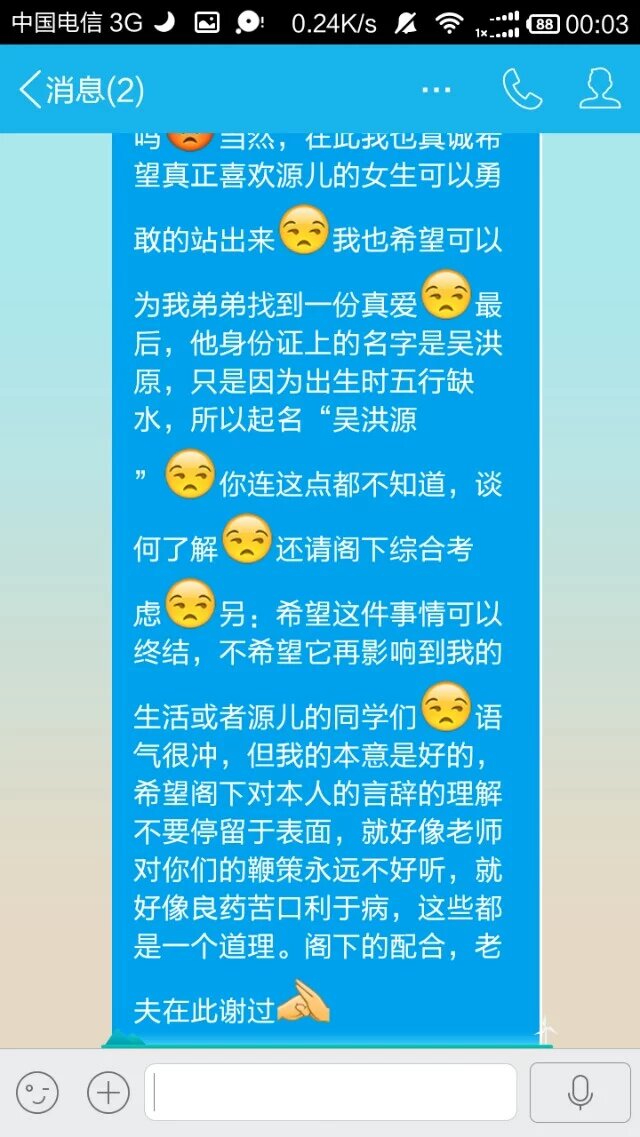 中国电信 3G 0.24K/s 1x 88 00:03
消息(2) ...
吗 当然，在此我也真诚希
望真正喜欢源儿的女生可以勇
敢的站出来 我也希望可以
为我弟弟找到一份真爱 最
后，他身份证上的名字是吴洪
原，只是因为出生时五行缺
水，所以起名“吴洪源
” 你连这点都不知道，谈
何了解 还请阁下综合考
虑 另：希望这件事情可以
终结，不希望它再影响到我的
生活或者源儿的同学们 语
气很冲，但我的本意是好的，
希望阁下对本人的言辞的理解
不要停留于表面，就好像老师
对你们的鞭策永远不好听，就
好像良药苦口利于病，这些都
是一个道理。阁下的配合，老
夫在此谢过